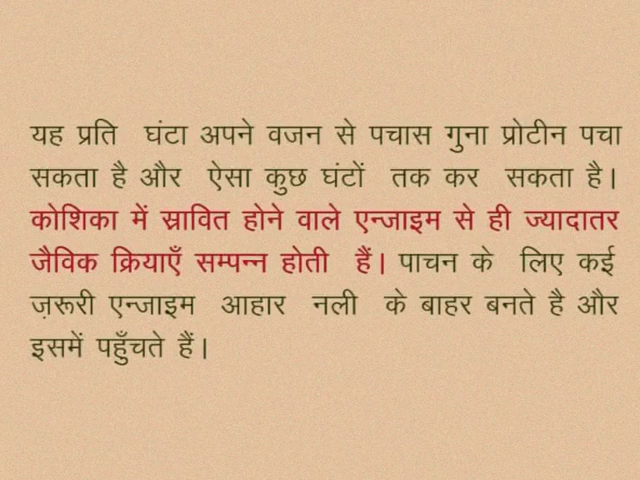 यह प्रति घंटा अपने वजन से पचास गुना प्रोटीन पचा
सकता है और ऐसा कुछ घंटों तक कर सकता है।
कोशिका में स्रावित होने वाले एन्जाइम से ही ज्यादातर
जैविक क्रियाएँ सम्पन्न होती हैं। पाचन के लिए कई
ज़रूरी एन्जाइम आहार नली के बाहर बनते है और
इसमें पहुँचते हैं।